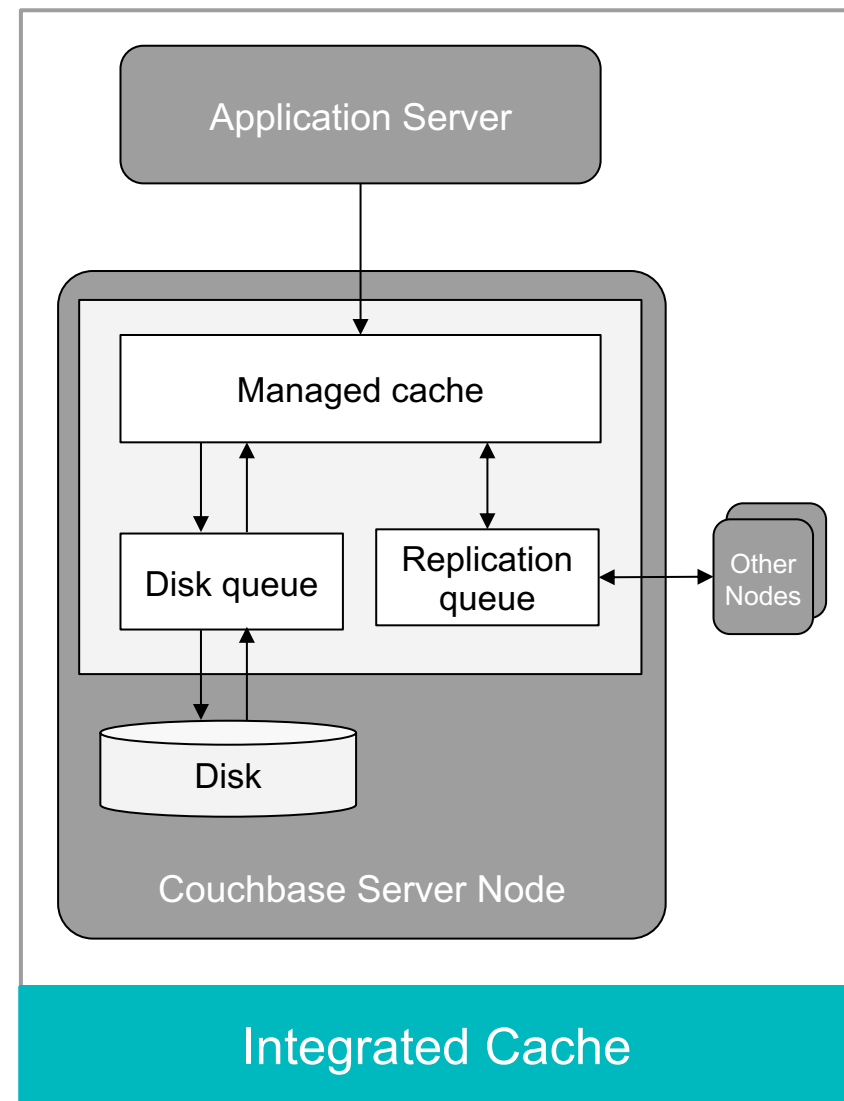 Application Server
Managed cache
Disk queue
Replication
queue
Other
Nodes
Disk
Couchbase Server Node
Integrated Cache